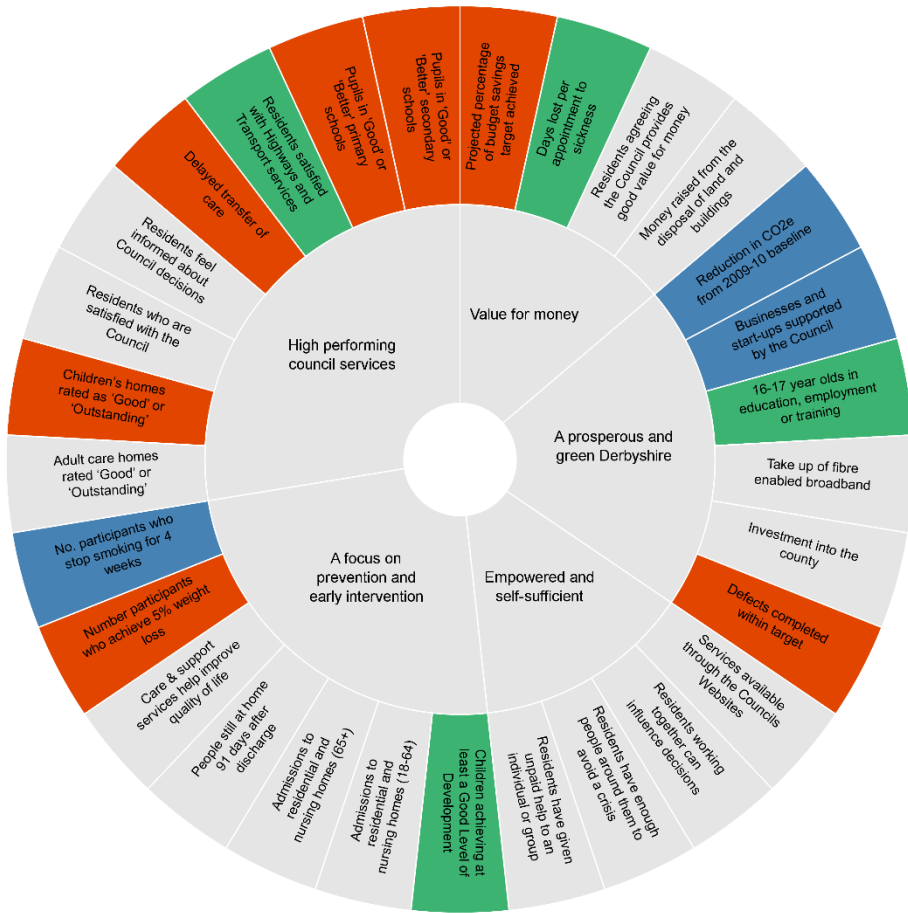 Value for money
A prosperous and
green Derbyshire
Empowered and
self-sufficient
A focus on
prevention and
early intervention
High performing
council services
Projected percentage
of budget savings
target achieved
Days lost per
appointment to
sickness
Residents agreeing
the Council provides
good value for money
Money raised from the
disposal of land and
buildings
Reduction in CO2e
from 2009-10 baseline
Businesses and
start-ups supported
by the Council
16-17 year olds in
education, employment
or training
Take up of fibre
enabled broadband
Investment into the
county
Defects completed
within target
Services available
through the Councils
Websites
Residents working
together can
influence decisions
Residents have enough
people around them to
avoid a crisis
Residents have given
unpaid help to an
individual or group
Children achieving at
least a Good Level of
Development
Admissions to
residential and
nursing homes (18-64)
Admissions to
residential and
nursing homes (65+)
People still at home
91 days after
discharge
Care & support
services help improve
quality of life
Number participants
who achieve 5% weight
loss
No. participants who
stop smoking for 4
weeks
Adult care homes
rated ‘Good’ or
‘Outstanding’
Children’s homes
rated as ‘Good’ or
‘Outstanding’
Residents who are
satisfied with the
Council
Residents feel
informed about
Council decisions
Delayed transfer of
care
Residents satisfied
with Highways and
Transport services
Pupils in ‘Good’ or
‘Better’ primary
schools
Pupils in ‘Good’ or
‘Better’ secondary
schools